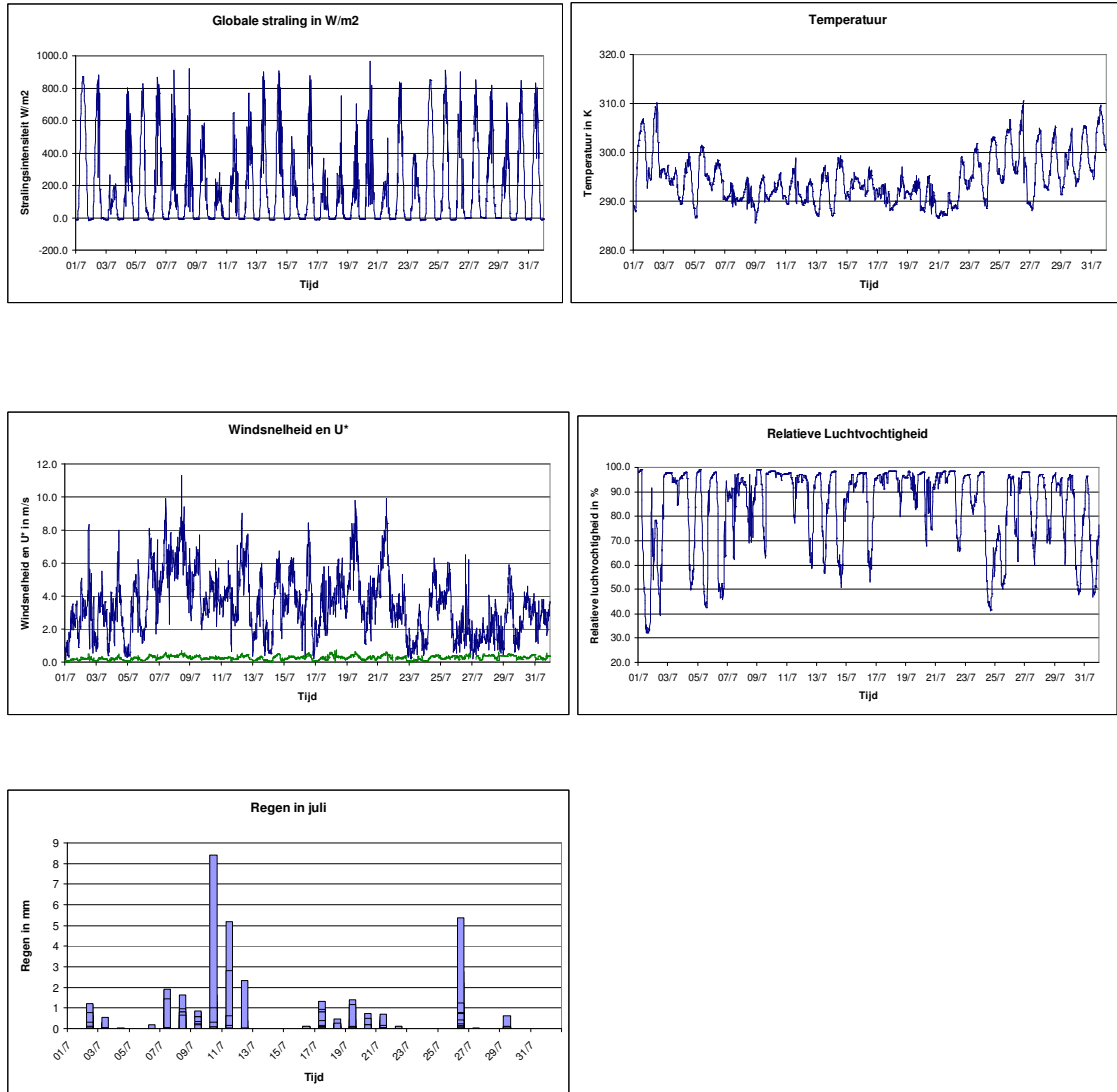 Globale straling in W/m2
Stralingsintensiteit W/m2
1000.0
800.0
600.0
400.0
200.0
0.0
-200.0
01/7 03/7 05/7 07/7 09/7 11/7 13/7 15/7 17/7 19/7 21/7 23/7 25/7 27/7 29/7 31/7
Tijd
Temperatuur
Temperatuur in K
320.0
310.0
300.0
290.0
280.0
01/7 03/7 05/7 07/7 09/7 11/7 13/7 15/7 17/7 19/7 21/7 23/7 25/7 27/7 29/7 31/7
Tijd
Windsnelheid en U*
Windsnelheid en U* in m/s
12.0
10.0
8.0
6.0
4.0
2.0
0.0
01/7 03/7 05/7 07/7 09/7 11/7 13/7 15/7 17/7 19/7 21/7 23/7 25/7 27/7 29/7 31/7
Tijd
Relatieve Luchtvochtigheid
Relatieve luchtvochtigheid in %
100.0
90.0
80.0
70.0
60.0
50.0
40.0
30.0
20.0
01/7 03/7 05/7 07/7 09/7 11/7 13/7 15/7 17/7 19/7 21/7 23/7 25/7 27/7 29/7 31/7
Tijd
Regen in juli
Regen in mm
9
8
7
6
5
4
3
2
1
0
01/7 03/7 05/7 07/7 09/7 11/7 13/7 15/7 17/7 19/7 21/7 23/7 25/7 27/7 29/7 31/7
Tijd